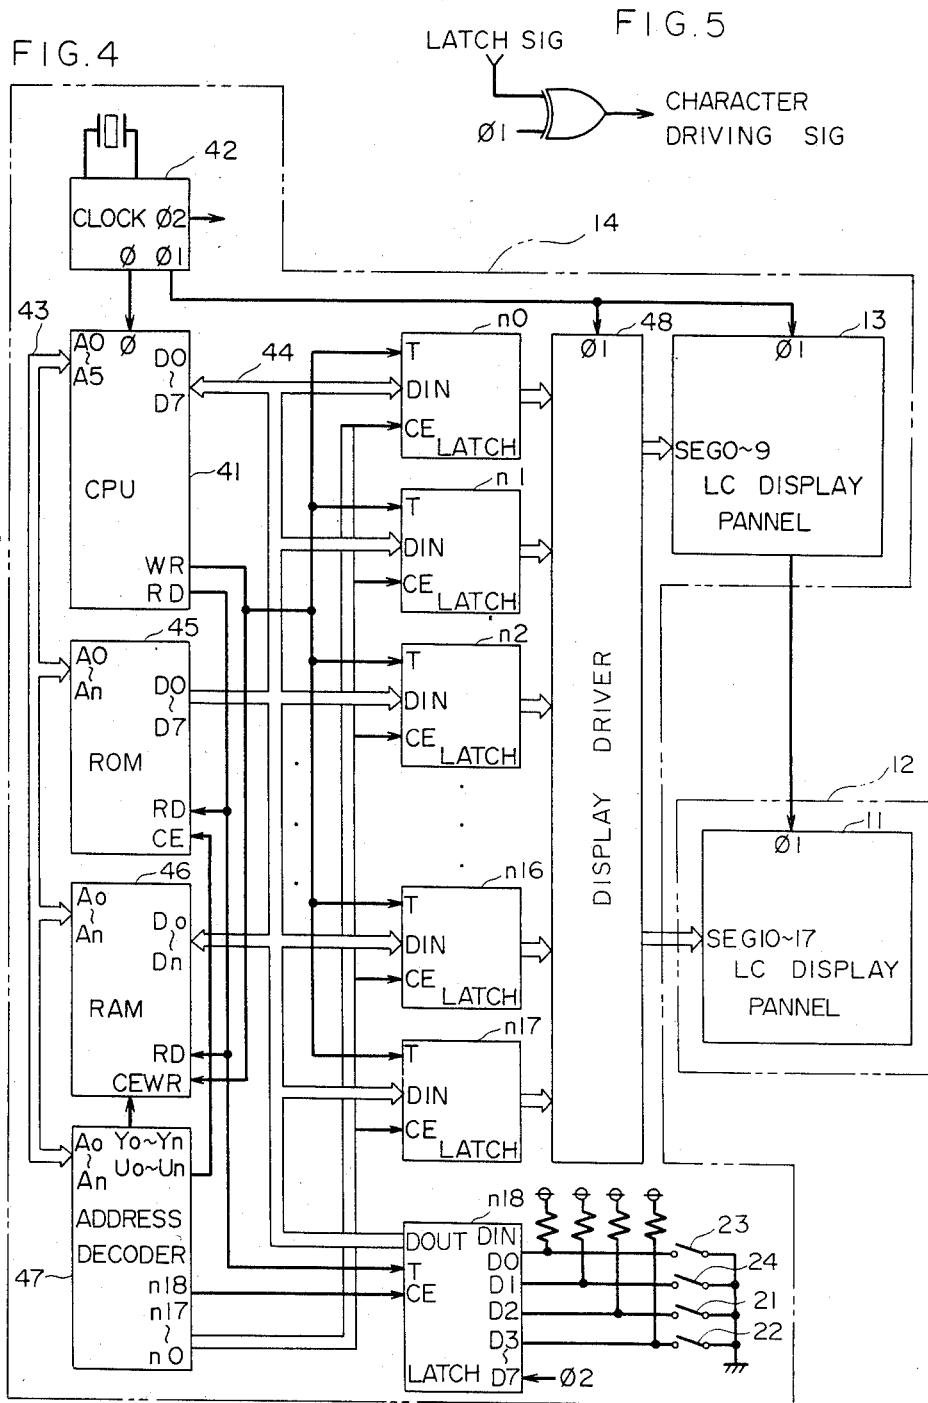 FIG.4
FIG.5
LATCH SIG
Ø1
CHARACTER
DRIVING SIG
42
CLOCK Ø2
Ø Ø1
14
43
A0
~
A5
Ø
D0
~
D7
44
CPU
41
WR
RD
n0
T
DIN
CE
LATCH
n1
T
DIN
CE
LATCH
n2
T
DIN
CE
LATCH
48
Ø1
DISPLAY DRIVER
13
Ø1
SEG0~9
LC DISPLAY
PANNEL
45
A0
~
An
D0
~
D7
ROM
RD
CE
46
Ao
~
An
Do
~
Dn
RAM
RD
CEWR
n16
T
DIN
CE
LATCH
n17
T
DIN
CE
LATCH
12
11
Ø1
SEG10~17
LC DISPLAY
PANNEL
Ao
~
An
Yo~Yn
Uo~Un
ADDRESS
DECODER
47
n18
n17
~
n0
n18
DOUT
T
CE
LATCH
DIN
D0
D1
D2
D3
~
D7
Ø2
23
24
21
22